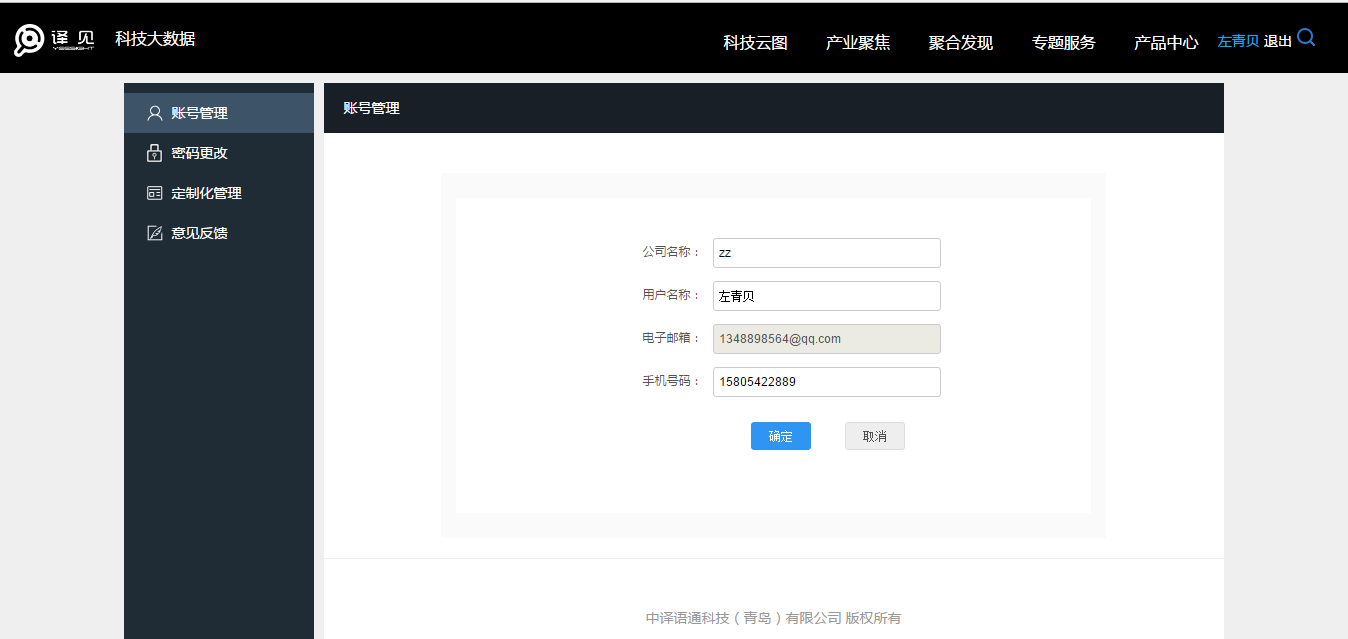 译见 YEESIGHT 科技大数据
科技云图 产业聚焦 聚合发现 专题服务 产品中心 左青贝 退出
账号管理
密码更改
定制化管理
意见反馈
账号管理
公司名称： zz
用户名称： 左青贝
电子邮箱： 1348898564@qq.com
手机号码： 15805422889
确定 取消
中译语通科技（青岛）有限公司 版权所有